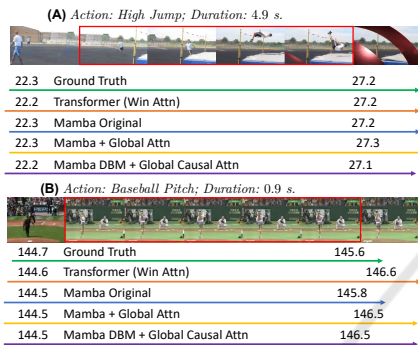 (A) Action: High Jump; Duration: 4.9 s.
22.3 Ground Truth 27.2
22.2 Transformer (Win Attn) 27.2
22.3 Mamba Original 27.2
22.3 Mamba + Global Attn 27.3
22.2 Mamba DBM + Global Causal Attn 27.1
(B) Action: Baseball Pitch; Duration: 0.9 s.
144.7 Ground Truth 145.6
144.6 Transformer (Win Attn) 146.6
144.5 Mamba Original 145.8
144.5 Mamba + Global Attn 146.5
144.5 Mamba DBM + Global Causal Attn 146.5